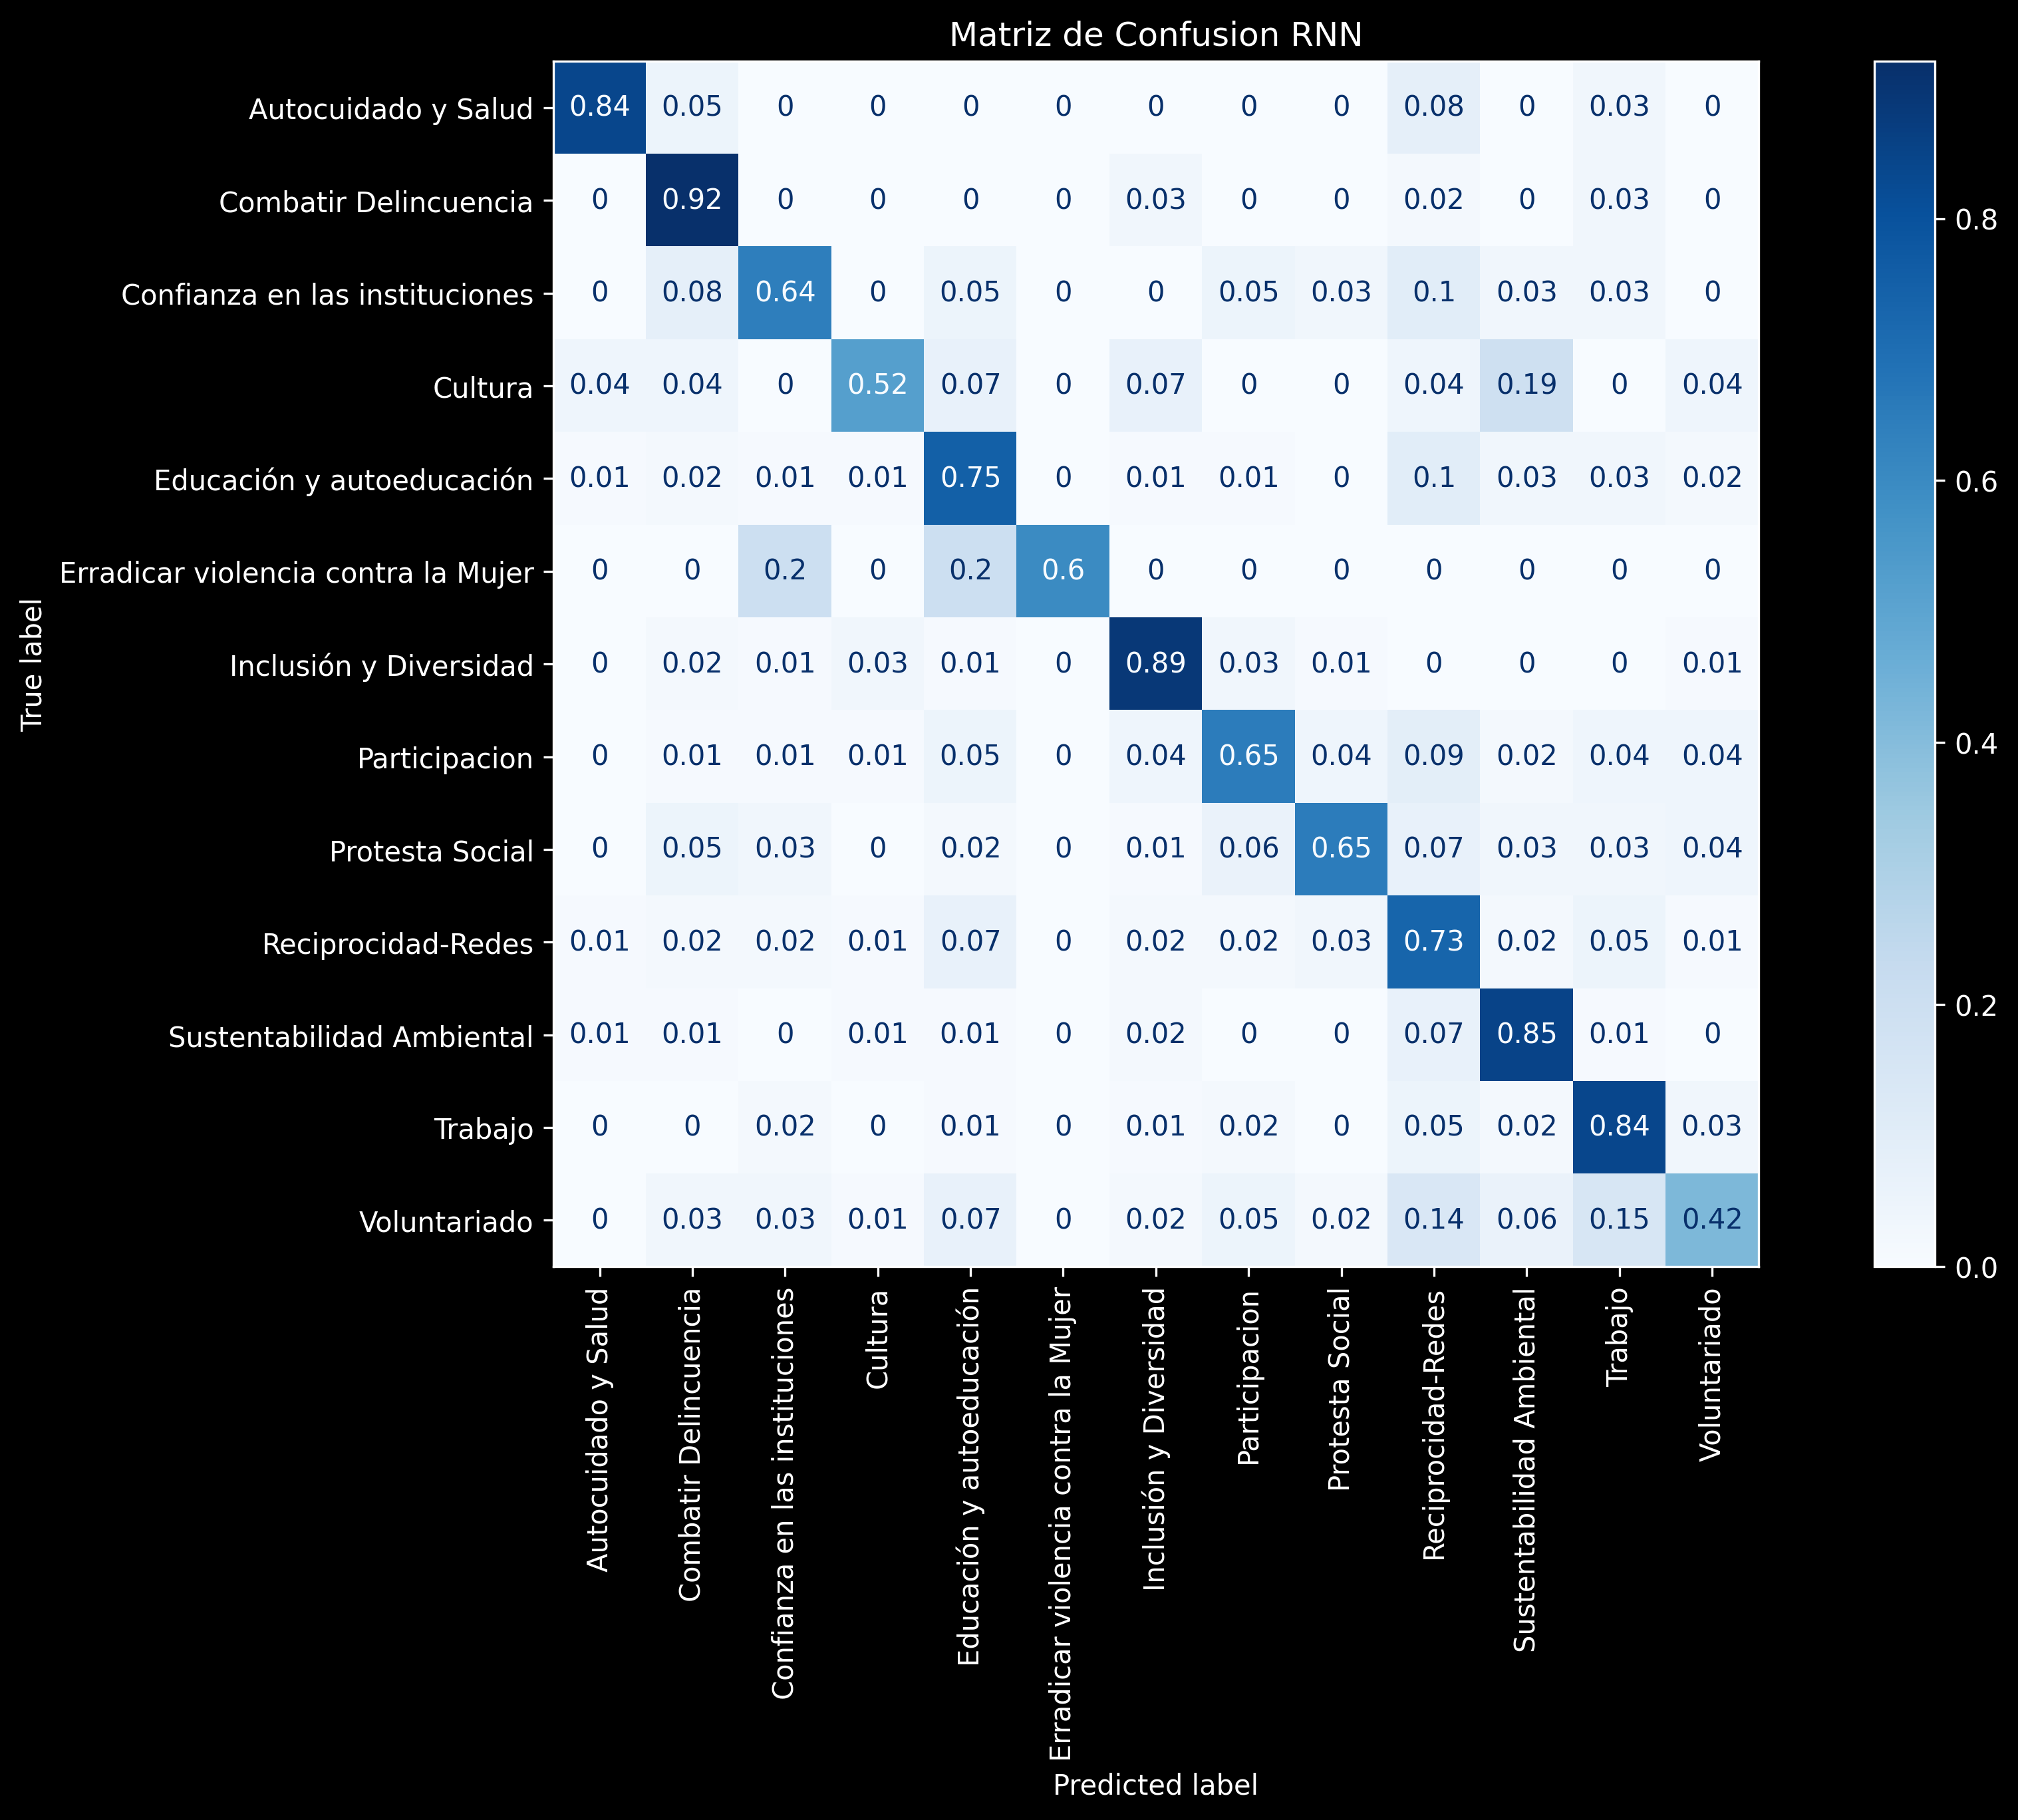 Matriz de Confusion RNN
Autocuidado y Salud 0.84 0.05 0 0 0 0 0 0 0 0.08 0 0.03 0
Combatir Delincuencia 0 0.92 0 0 0 0 0.03 0 0 0.02 0 0.03 0
0.8
Confianza en las instituciones 0 0.08 0.64 0 0.05 0 0 0.05 0.03 0.1 0.03 0.03 0
Cultura 0.04 0.04 0 0.52 0.07 0 0.07 0 0 0.04 0.19 0 0.04
Educación y autoeducación 0.01 0.02 0.01 0.01 0.75 0 0.01 0.01 0 0.1 0.03 0.03 0.02
0.6
Erradicar violencia contra la Mujer 0 0 0.2 0 0.2 0.6 0 0 0 0 0 0 0
True label
Inclusión y Diversidad 0 0.02 0.01 0.03 0.01 0 0.89 0.03 0.01 0 0 0 0.01
0.4
Participacion 0 0.01 0.01 0.01 0.05 0 0.04 0.65 0.04 0.09 0.02 0.04 0.04
Protesta Social 0 0.05 0.03 0 0.02 0 0.01 0.06 0.65 0.07 0.03 0.03 0.04
Reciprocidad-Redes 0.01 0.02 0.02 0.01 0.07 0 0.02 0.02 0.03 0.73 0.02 0.05 0.01
0.2
Sustentabilidad Ambiental 0.01 0.01 0 0.01 0.01 0 0.02 0 0 0.07 0.85 0.01 0
Trabajo 0 0 0.02 0 0.01 0 0.01 0.02 0 0.05 0.02 0.84 0.03
Voluntariado 0 0.03 0.03 0.01 0.07 0 0.02 0.05 0.02 0.14 0.06 0.15 0.42
0.0
Autocuidado y Salud
Combatir Delincuencia
Confianza en las instituciones
Cultura
Educación y autoeducación
Erradicar violencia contra la Mujer
Inclusión y Diversidad
Participacion
Protesta Social
Reciprocidad-Redes
Sustentabilidad Ambiental
Trabajo
Voluntariado
Predicted label